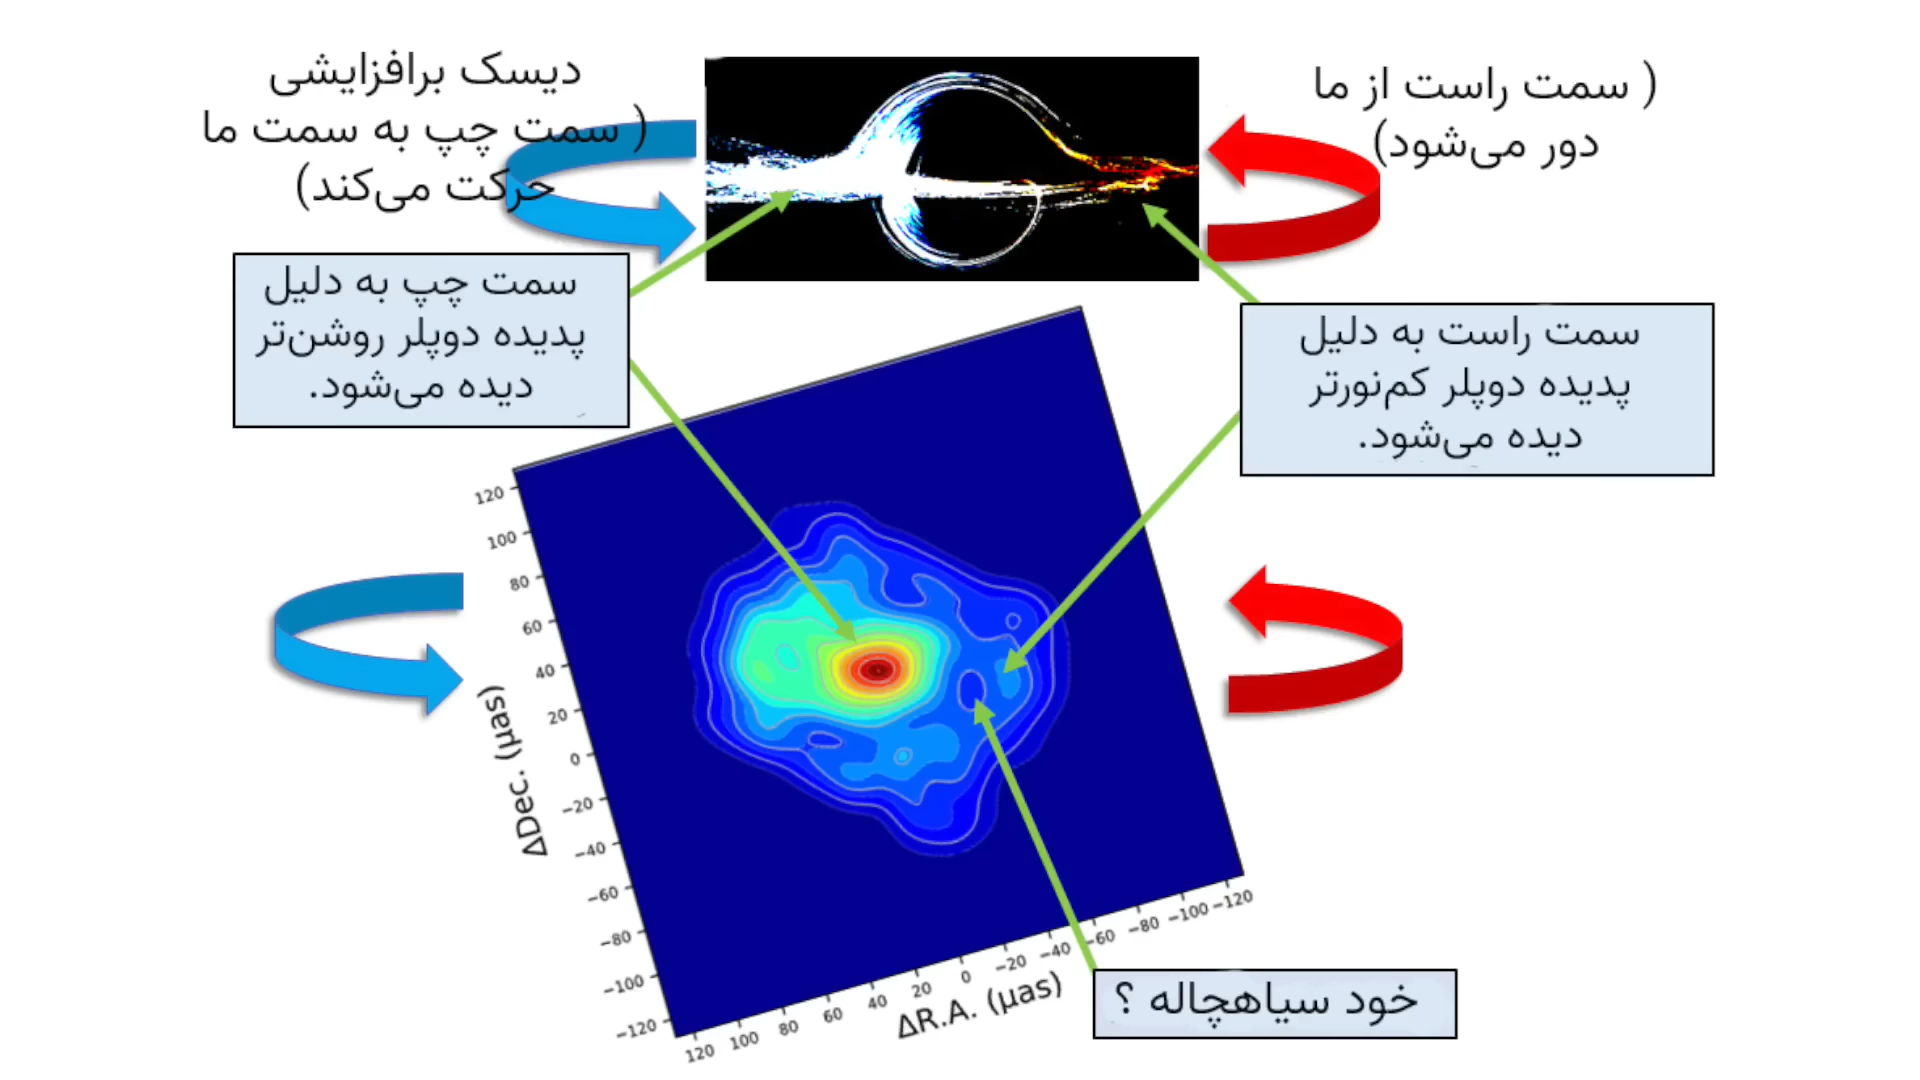 دیسک برافزایشی
( سمت چپ به سمت ما
حرکت می‌کند)
( سمت راست از ما
دور می‌شود)
سمت چپ به دلیل
پدیده دوپلر روشن‌تر
دیده می‌شود.
سمت راست به دلیل
پدیده دوپلر کم‌نورتر
دیده می‌شود.
120
100
80
60
40
20
0
−20
−40
−60
−80
−100
−120
ΔDec. (μas)
120 100 80 60 40 20 0 −20 −40 −60 −80 −100 −120
ΔR.A. (μas)
خود سیاهچاله ؟